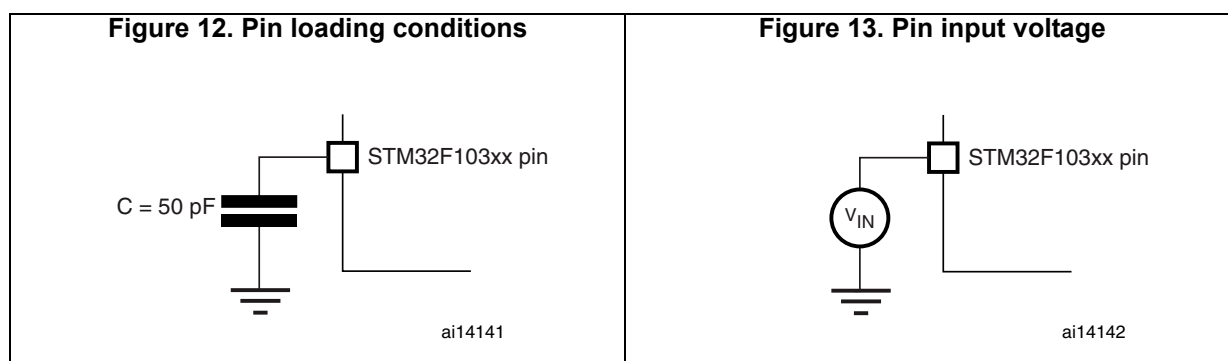 Figure 12. Pin loading conditions
STM32F103xx pin
C = 50 pF
ai14141
Figure 13. Pin input voltage
STM32F103xx pin
VIN
ai14142